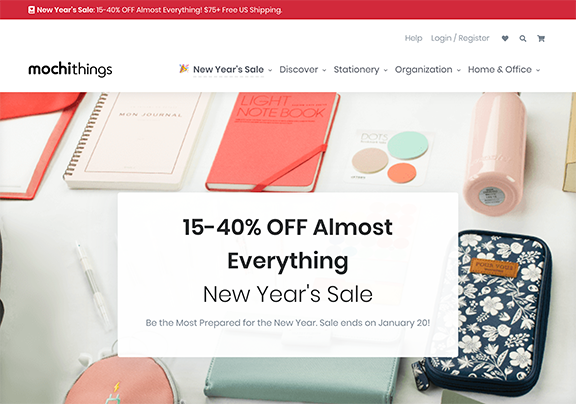 New Year's Sale: 15-40% OFF Almost Everything! $75+ Free US Shipping.
Help Login / Register
mochithings
New Year's Sale Discover Stationery Organization Home & Office
MON JOURNAL
LIGHT
NOTE BOOK
DOTS
15-40% OFF Almost
Everything
New Year's Sale
Be the Most Prepared for the New Year. Sale ends on January 20!